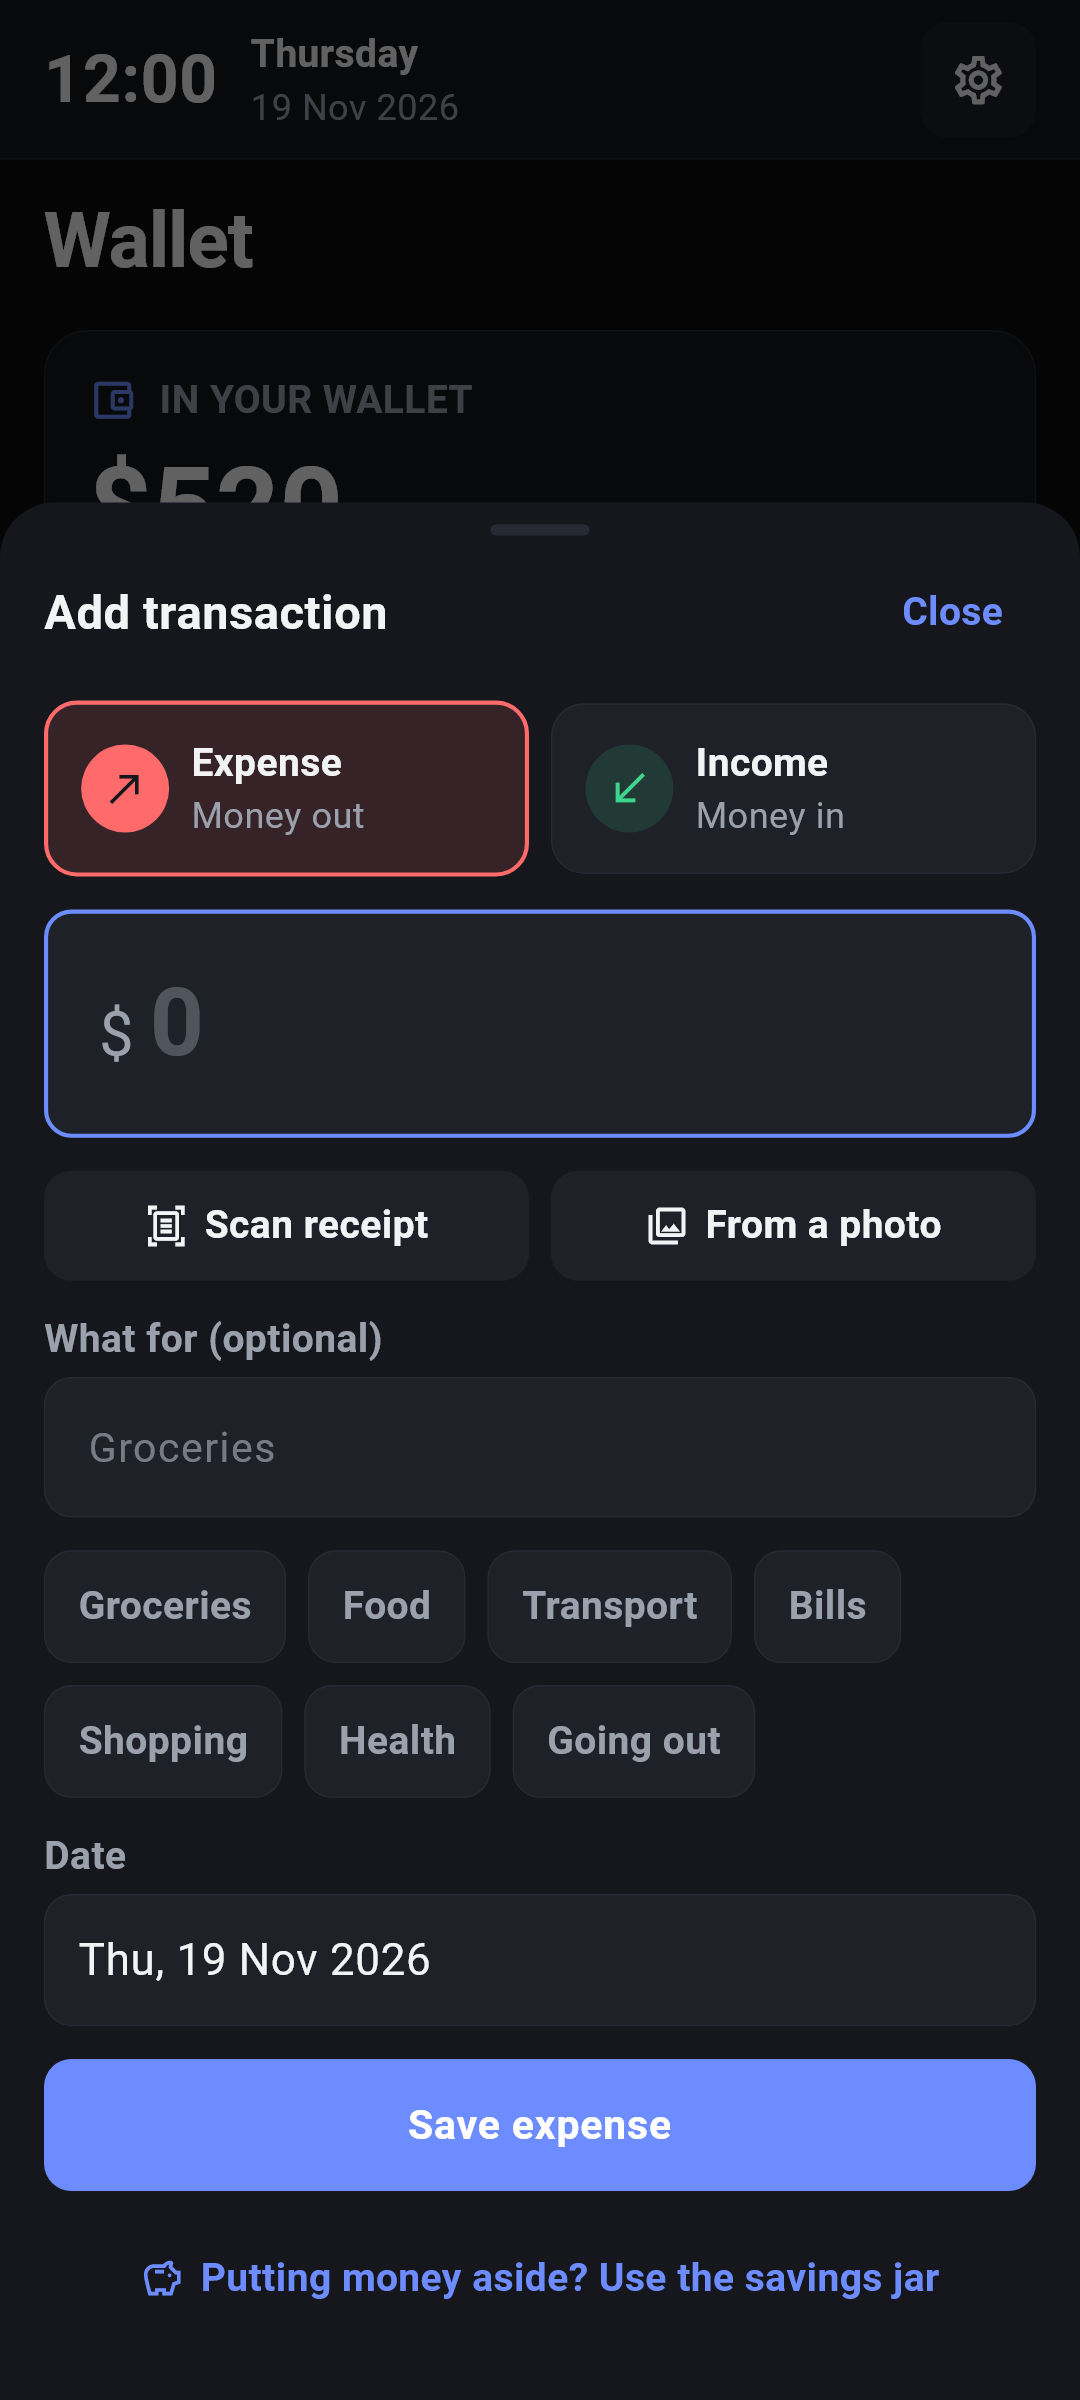 12:00
Thursday
19 Nov 2026
Wallet
IN YOUR WALLET
$520
Add transaction
Close
Expense
Money out
Income
Money in
$ 0
Scan receipt
From a photo
What for (optional)
Groceries
Groceries
Food
Transport
Bills
Shopping
Health
Going out
Date
Thu, 19 Nov 2026
Save expense
Putting money aside? Use the savings jar